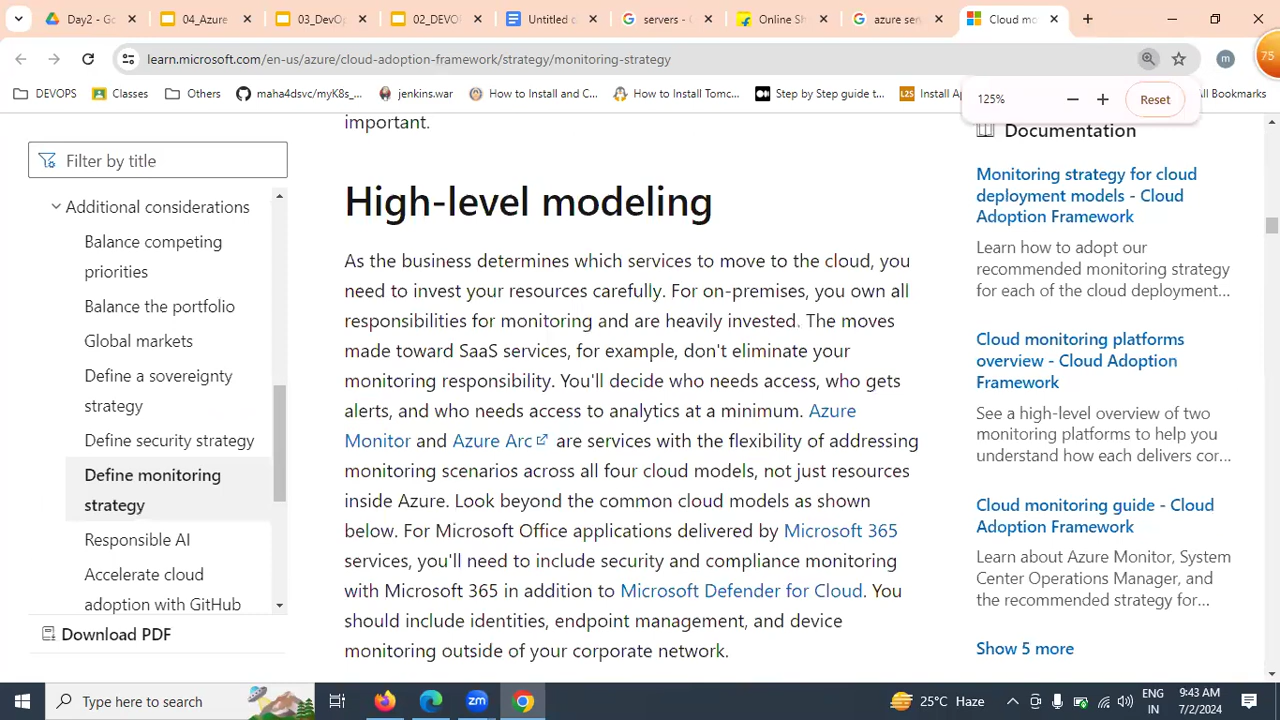 Day2 - Go
04_Azure
03_DevOp
02_DEVO
Untitled d
servers - G
Online Sh
azure serv
Cloud mo
learn.microsoft.com/en-us/azure/cloud-adoption-framework/strategy/monitoring-strategy
75
DEVOPS
Classes
Others
maha4dsvc/myK8s_...
jenkins.war
How to Install and C...
How to Install Tomc...
Step by Step guide t...
Install Ap
All Bookmarks
125%
Reset
important.
Filter by title
Additional considerations
Balance competing
priorities
Balance the portfolio
Global markets
Define a sovereignty
strategy
Define security strategy
Define monitoring
strategy
Responsible AI
Accelerate cloud
adoption with GitHub
Download PDF
High-level modeling
As the business determines which services to move to the cloud, you
need to invest your resources carefully. For on-premises, you own all
responsibilities for monitoring and are heavily invested. The moves
made toward SaaS services, for example, don't eliminate your
monitoring responsibility. You'll decide who needs access, who gets
alerts, and who needs access to analytics at a minimum. Azure
Monitor and Azure Arc are services with the flexibility of addressing
monitoring scenarios across all four cloud models, not just resources
inside Azure. Look beyond the common cloud models as shown
below. For Microsoft Office applications delivered by Microsoft 365
services, you'll need to include security and compliance monitoring
with Microsoft 365 in addition to Microsoft Defender for Cloud. You
should include identities, endpoint management, and device
monitoring outside of your corporate network.
Documentation
Monitoring strategy for cloud
deployment models - Cloud
Adoption Framework
Learn how to adopt our
recommended monitoring strategy
for each of the cloud deployment...
Cloud monitoring platforms
overview - Cloud Adoption
Framework
See a high-level overview of two
monitoring platforms to help you
understand how each delivers cor...
Cloud monitoring guide - Cloud
Adoption Framework
Learn about Azure Monitor, System
Center Operations Manager, and
the recommended strategy for...
Show 5 more
Type here to search
zm
25°C Haze
ENG
IN
9:43 AM
7/2/2024